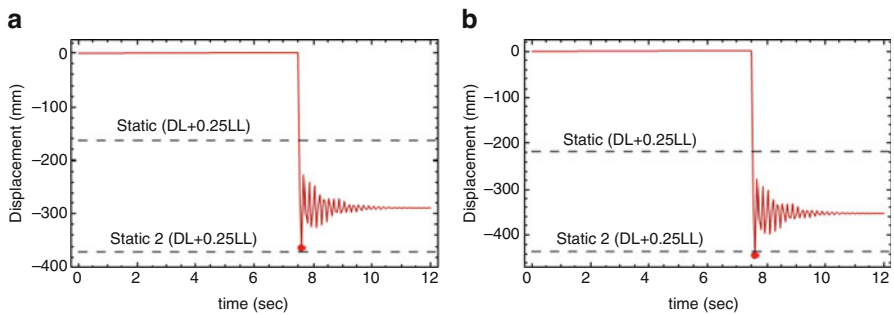 a
Displacement (mm)
0
−100
−200
−300
−400
Static (DL+0.25LL)
Static 2 (DL+0.25LL)
0 2 4 6 8 10 12
time (sec)
b
Displacement (mm)
0
−100
−200
−300
−400
Static (DL+0.25LL)
Static 2 (DL+0.25LL)
0 2 4 6 8 10 12
time (sec)